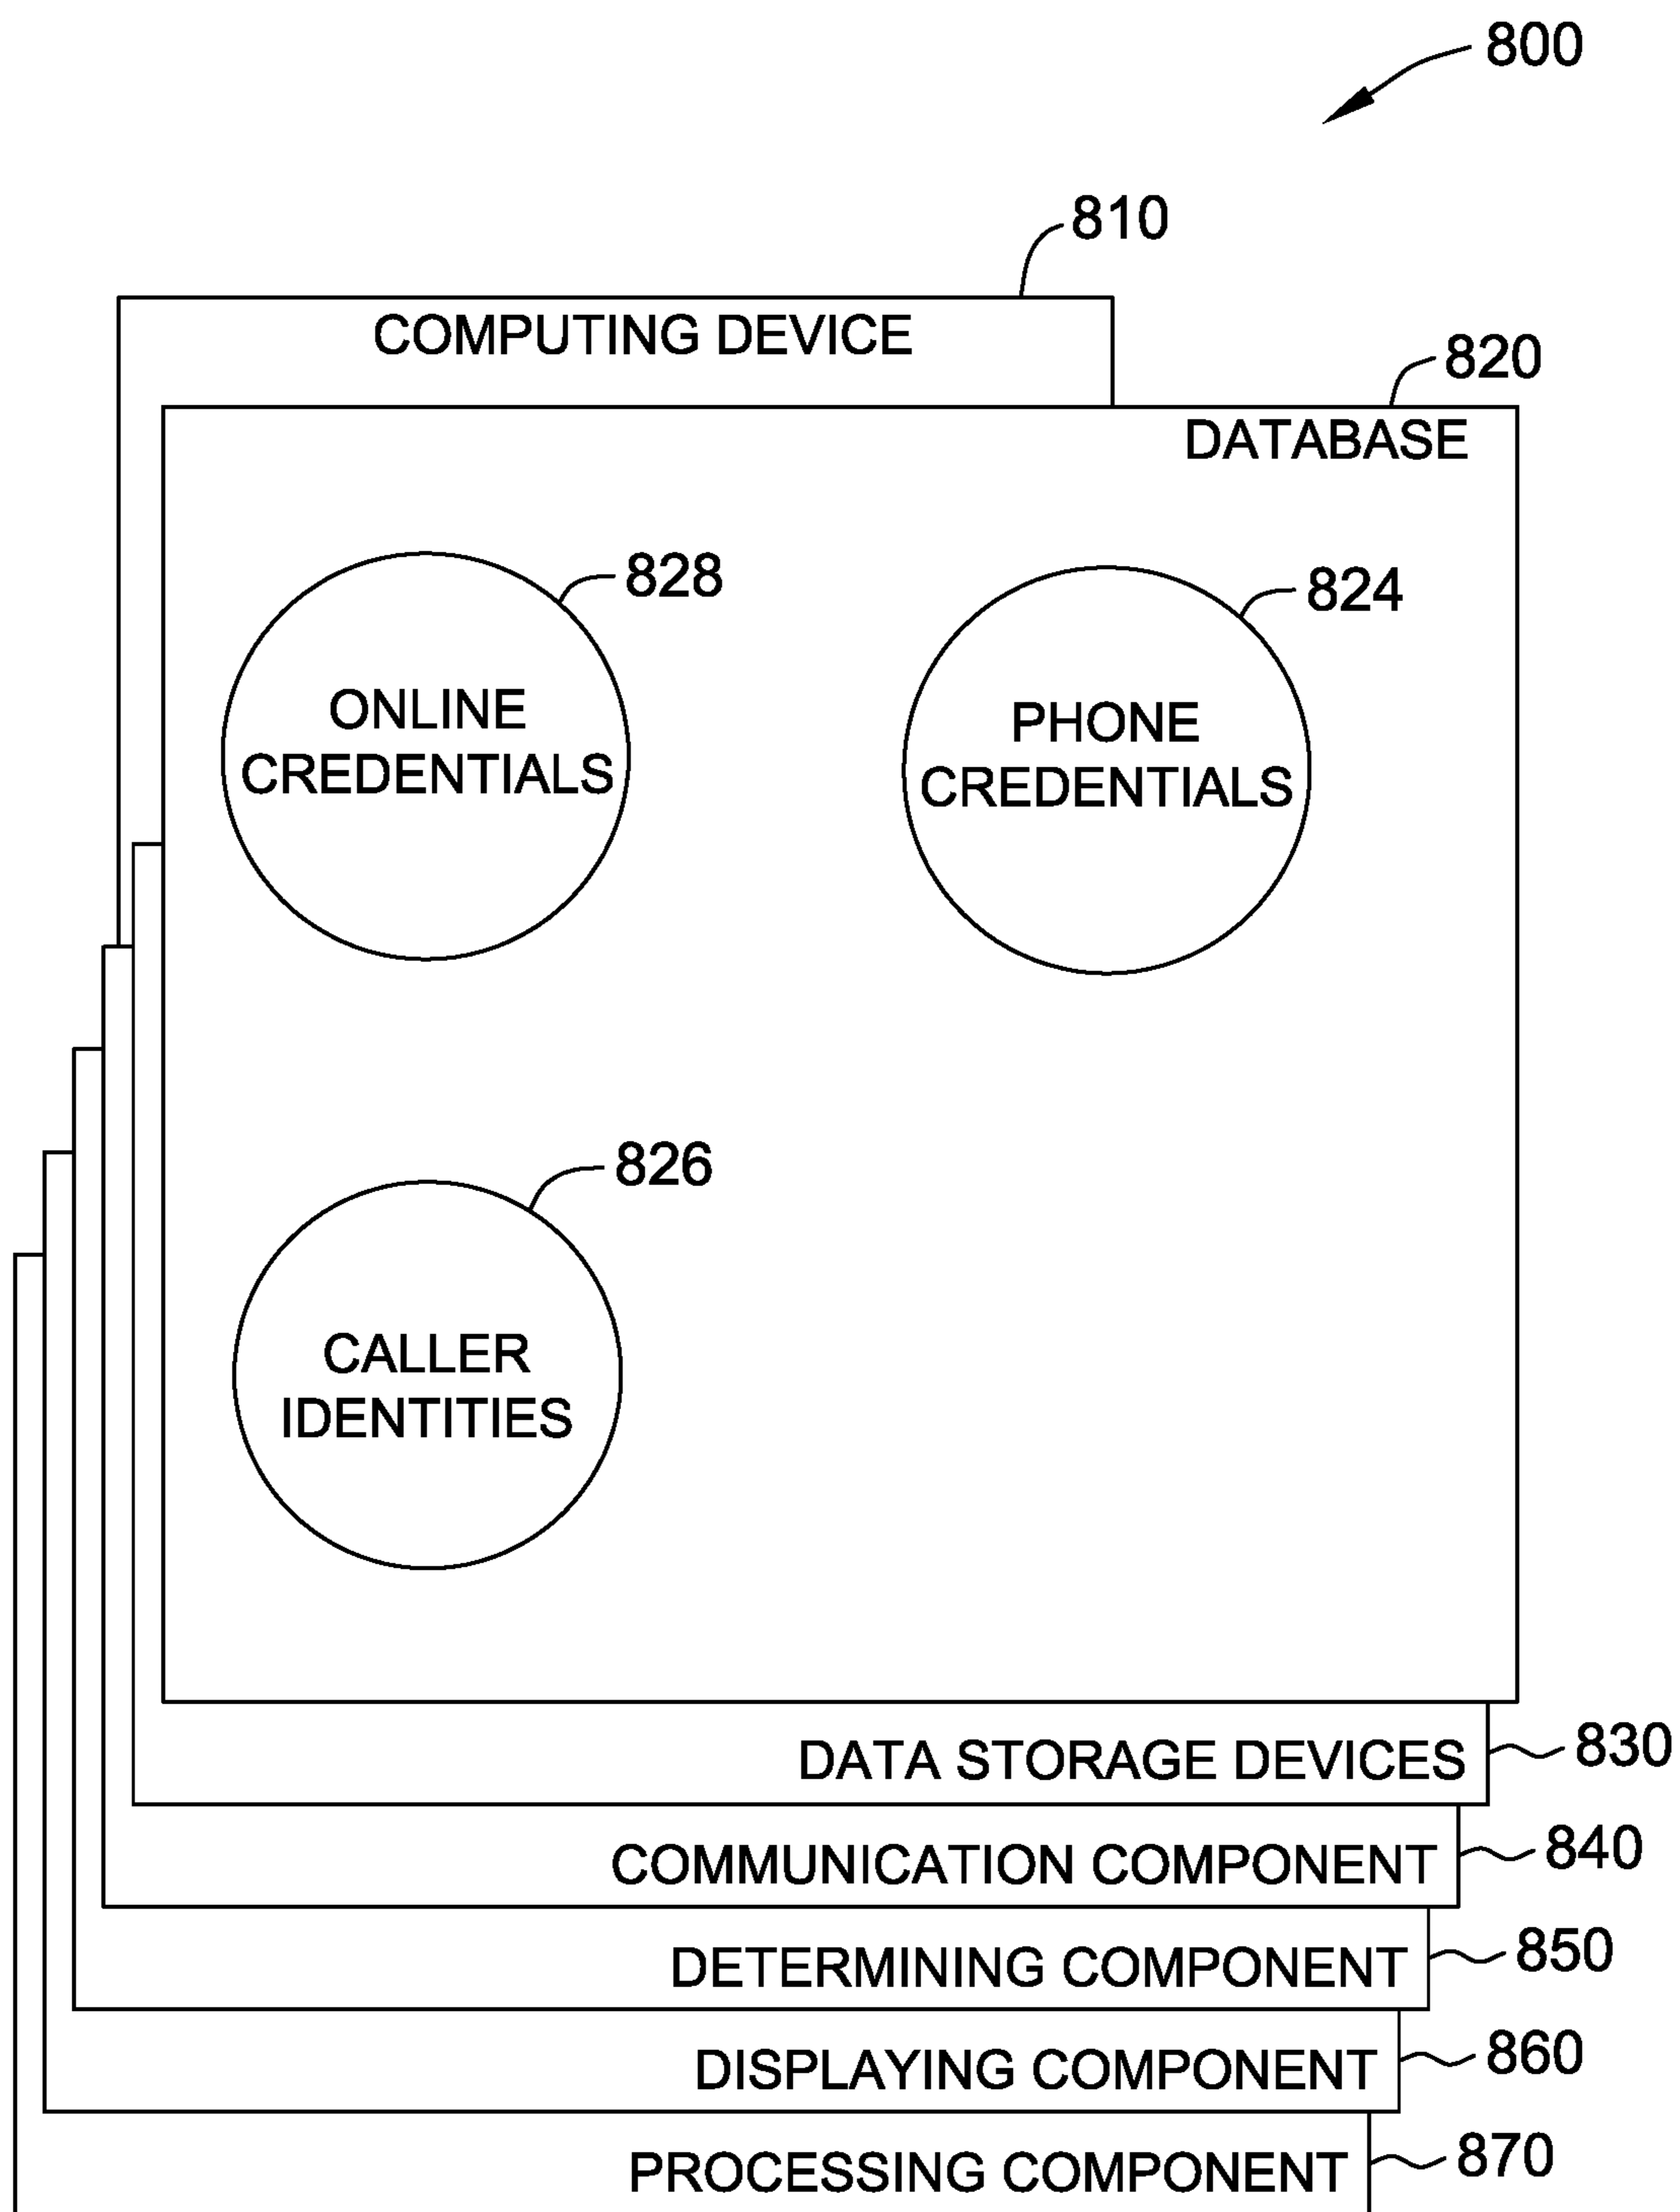 800
810
COMPUTING DEVICE
820
DATABASE
828
824
ONLINE
CREDENTIALS
PHONE
CREDENTIALS
826
CALLER
IDENTITIES
DATA STORAGE DEVICES
830
COMMUNICATION COMPONENT
840
DETERMINING COMPONENT
850
DISPLAYING COMPONENT
860
PROCESSING COMPONENT
870